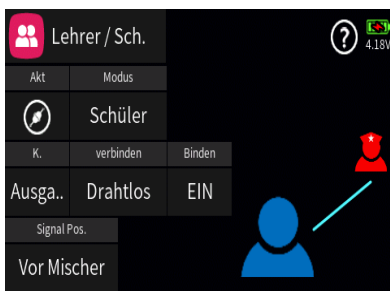 Lehrer / Sch.
?
4.18V
Akt Modus
Schüler
K. verbinden Binden
Ausga.. Drahtlos EIN
Signal Pos.
Vor Mischer